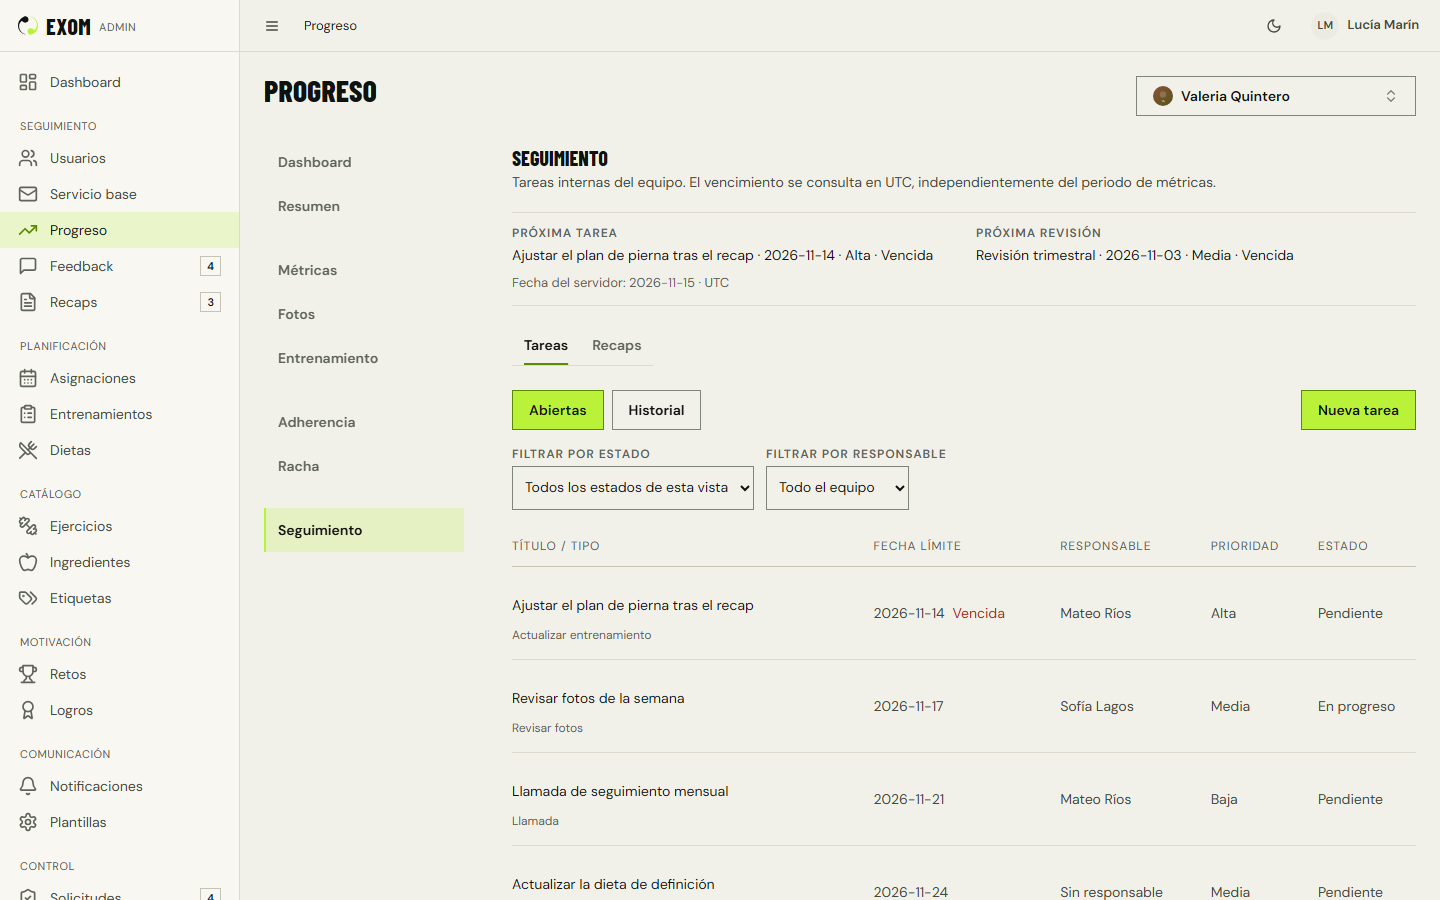 EXOM ADMIN
Progreso
LM Lucía Marín
Dashboard
SEGUIMIENTO
Usuarios
Servicio base
Progreso
Feedback 4
Recaps 3
PLANIFICACIÓN
Asignaciones
Entrenamientos
Dietas
CATÁLOGO
Ejercicios
Ingredientes
Etiquetas
MOTIVACIÓN
Retos
Logros
COMUNICACIÓN
Notificaciones
Plantillas
CONTROL
Solicitudes 4
PROGRESO
Valeria Quintero
Dashboard
Resumen
Métricas
Fotos
Entrenamiento
Adherencia
Racha
Seguimiento
SEGUIMIENTO
Tareas internas del equipo. El vencimiento se consulta en UTC, independientemente del periodo de métricas.
PRÓXIMA TAREA
Ajustar el plan de pierna tras el recap · 2026-11-14 · Alta · Vencida
PRÓXIMA REVISIÓN
Revisión trimestral · 2026-11-03 · Media · Vencida
Fecha del servidor: 2026-11-15 · UTC
Tareas Recaps
Abiertas Historial Nueva tarea
FILTRAR POR ESTADO FILTRAR POR RESPONSABLE
Todos los estados de esta vista Todo el equipo
TÍTULO / TIPO FECHA LÍMITE RESPONSABLE PRIORIDAD ESTADO
Ajustar el plan de pierna tras el recap
Actualizar entrenamiento
2026-11-14 Vencida Mateo Ríos Alta Pendiente
Revisar fotos de la semana
Revisar fotos
2026-11-17 Sofía Lagos Media En progreso
Llamada de seguimiento mensual
Llamada
2026-11-21 Mateo Ríos Baja Pendiente
Actualizar la dieta de definición
2026-11-24 Sin responsable Media Pendiente